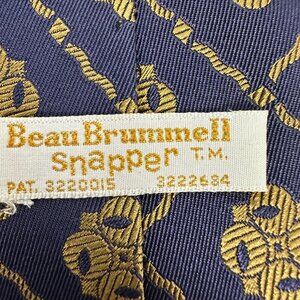 Beau Brummell
Snapper T.M.
PAT. 3220015 3222684